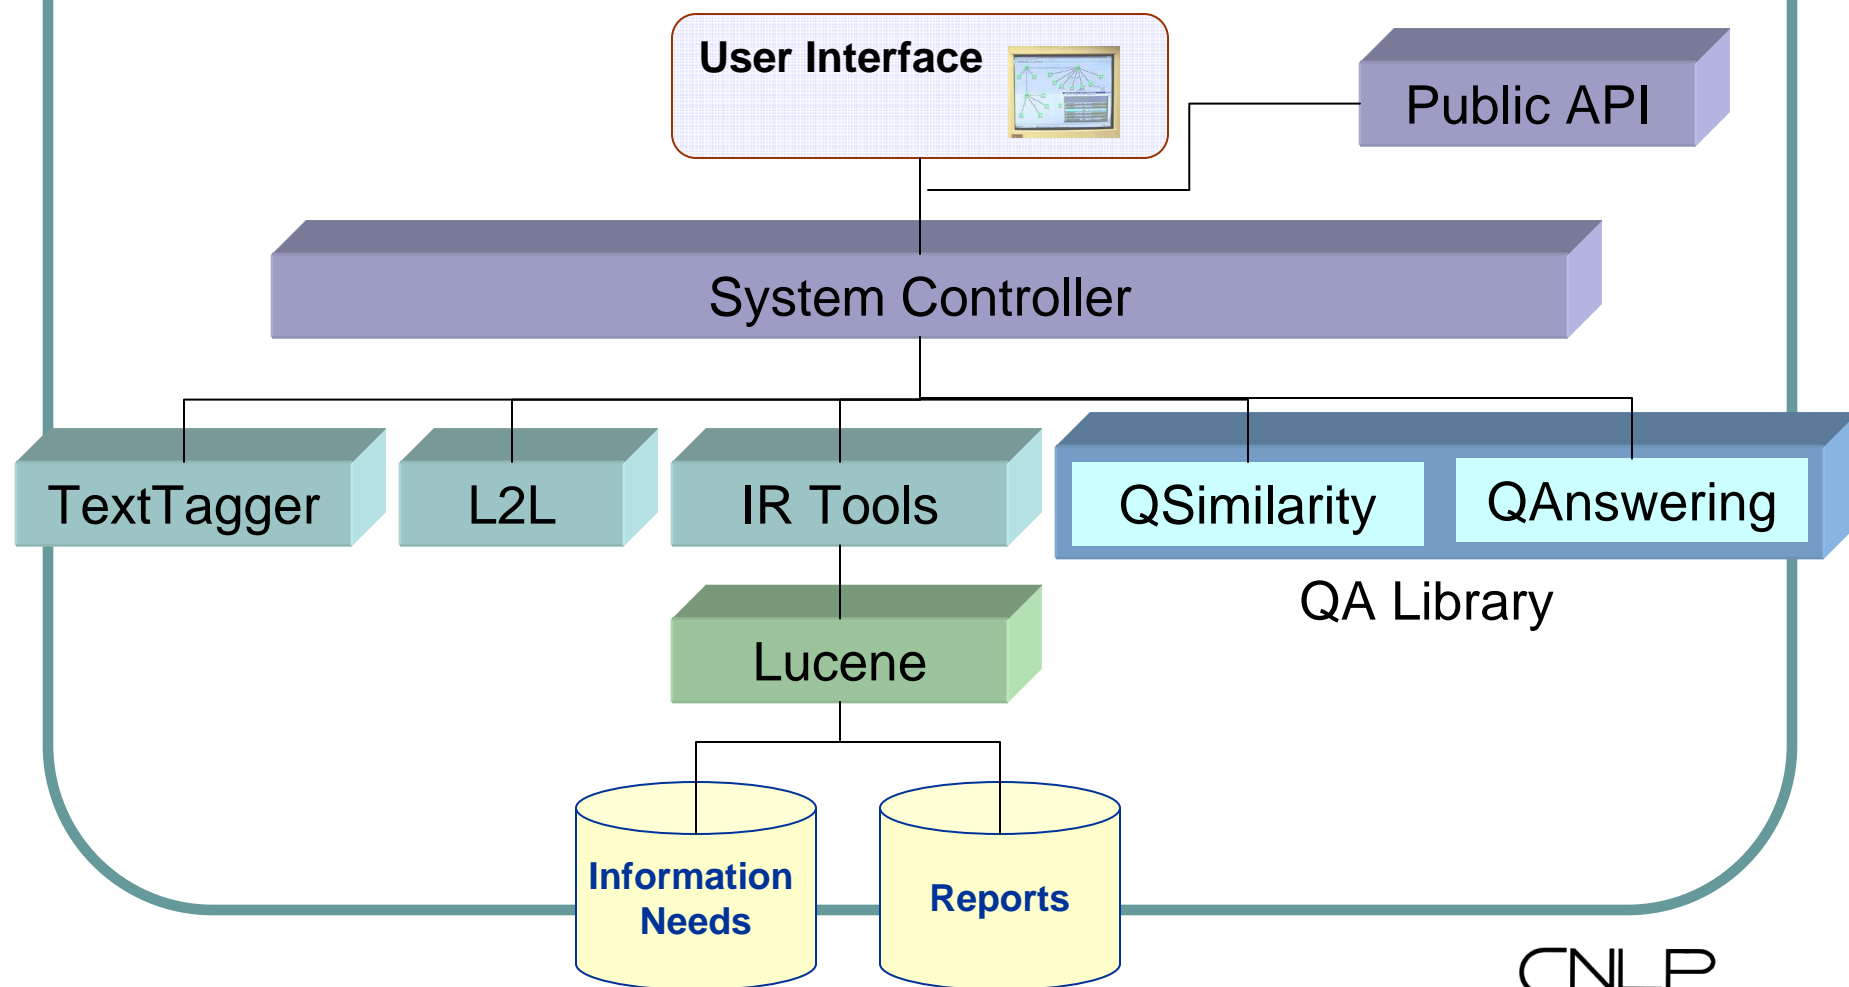 User Interface
Public API
System Controller
TextTagger
L2L
IR Tools
QSimilarity
QAnswering
QA Library
Lucene
Information
Needs
Reports
CNLP